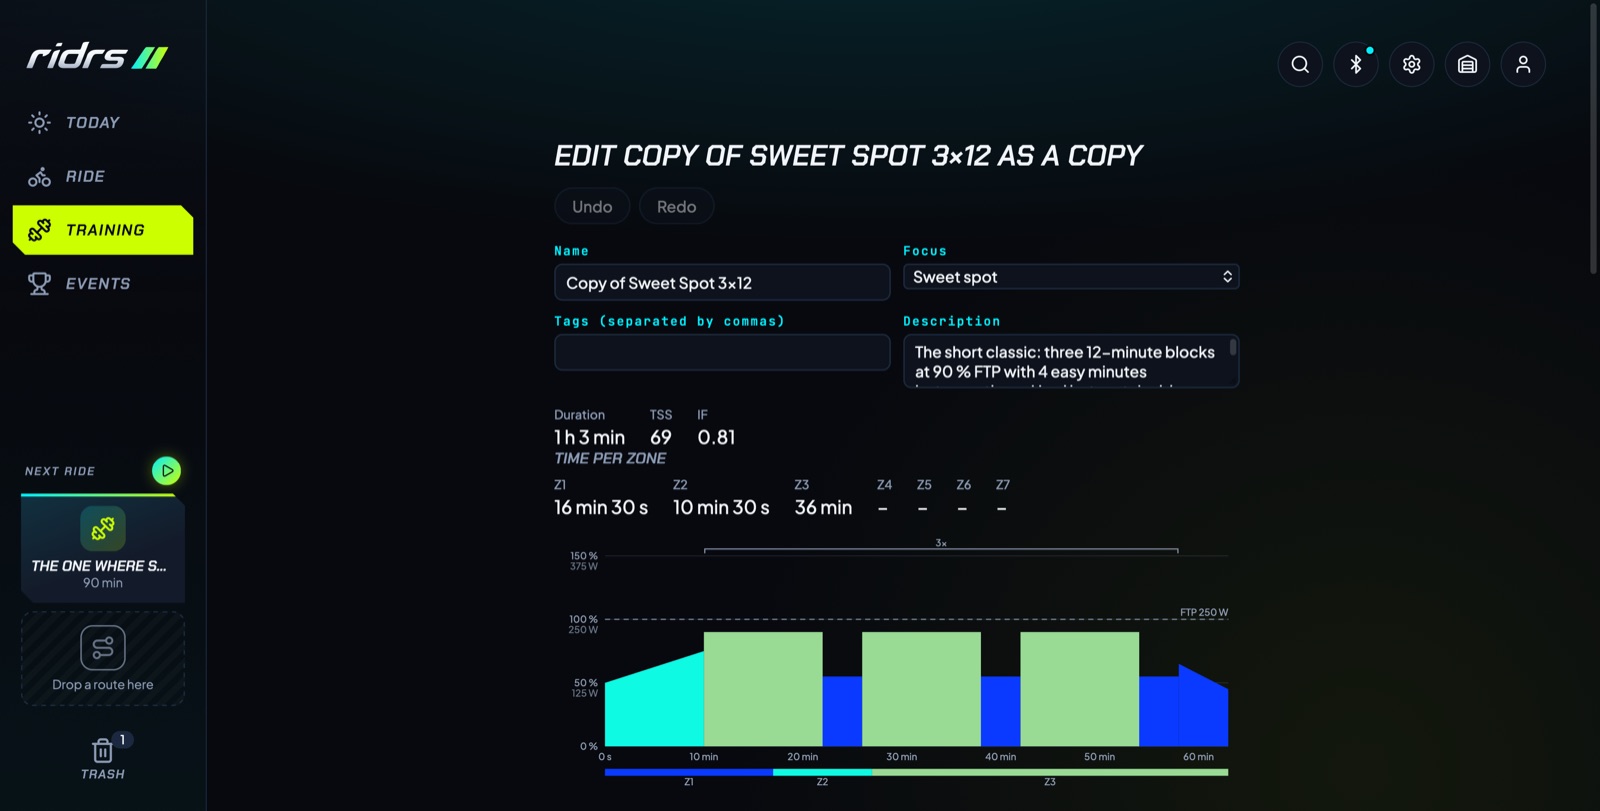 ridrs
TODAY
RIDE
TRAINING
EVENTS
NEXT RIDE
THE ONE WHERE S...
90 min
Drop a route here
1
TRASH
EDIT COPY OF SWEET SPOT 3×12 AS A COPY
Undo
Redo
Name
Copy of Sweet Spot 3×12
Focus
Sweet spot
Tags (separated by commas)
Description
The short classic: three 12-minute blocks
at 90 % FTP with 4 easy minutes
Duration TSS IF
1 h 3 min 69 0.81
TIME PER ZONE
Z1 Z2 Z3 Z4 Z5 Z6 Z7
16 min 30 s 10 min 30 s 36 min – – – –
3×
150 %
375 W
FTP 250 W
100 %
250 W
50 %
125 W
0 %
0 s 10 min 20 min 30 min 40 min 50 min 60 min
Z1 Z2 Z3